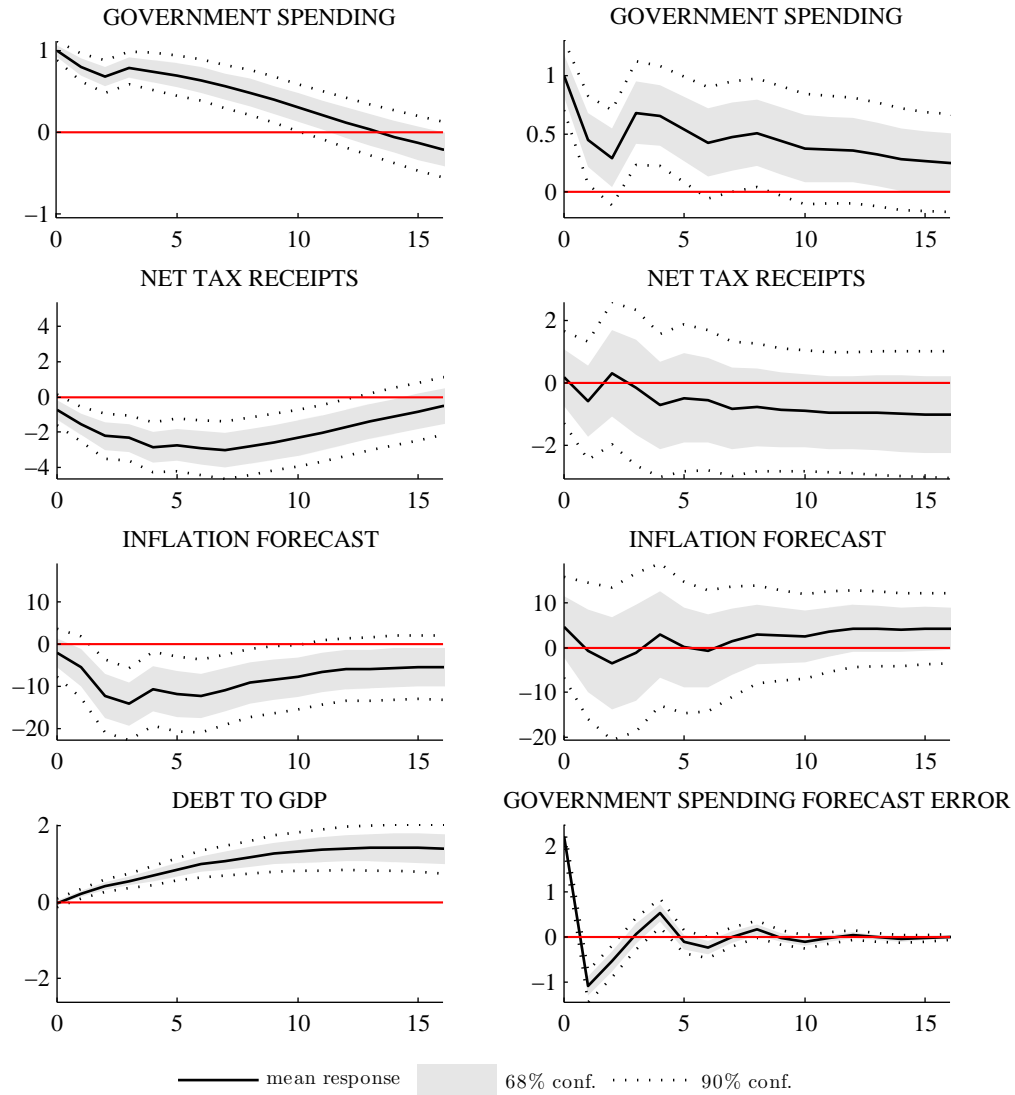 GOVERNMENT SPENDING
1
0
−1
0 5 10 15
GOVERNMENT SPENDING
1
0.5
0
0 5 10 15
NET TAX RECEIPTS
4
2
0
−2
−4
0 5 10 15
NET TAX RECEIPTS
2
0
−2
0 5 10 15
INFLATION FORECAST
10
0
−10
−20
0 5 10 15
INFLATION FORECAST
10
0
−10
−20
0 5 10 15
DEBT TO GDP
2
0
−2
0 5 10 15
GOVERNMENT SPENDING FORECAST ERROR
2
1
0
−1
0 5 10 15
mean response 68% conf. 90% conf.